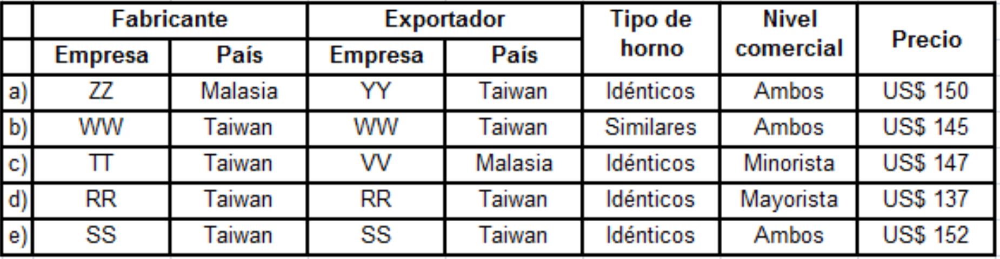 Fabricante Exportador Tipo de horno Nivel comercial Precio
Empresa País Empresa País
a) ZZ Malasia YY Taiwan Idénticos Ambos US$ 150
b) WW Taiwan WW Taiwan Similares Ambos US$ 145
c) TT Taiwan VV Malasia Idénticos Minorista US$ 147
d) RR Taiwan RR Taiwan Idénticos Mayorista US$ 137
e) SS Taiwan SS Taiwan Idénticos Ambos US$ 152